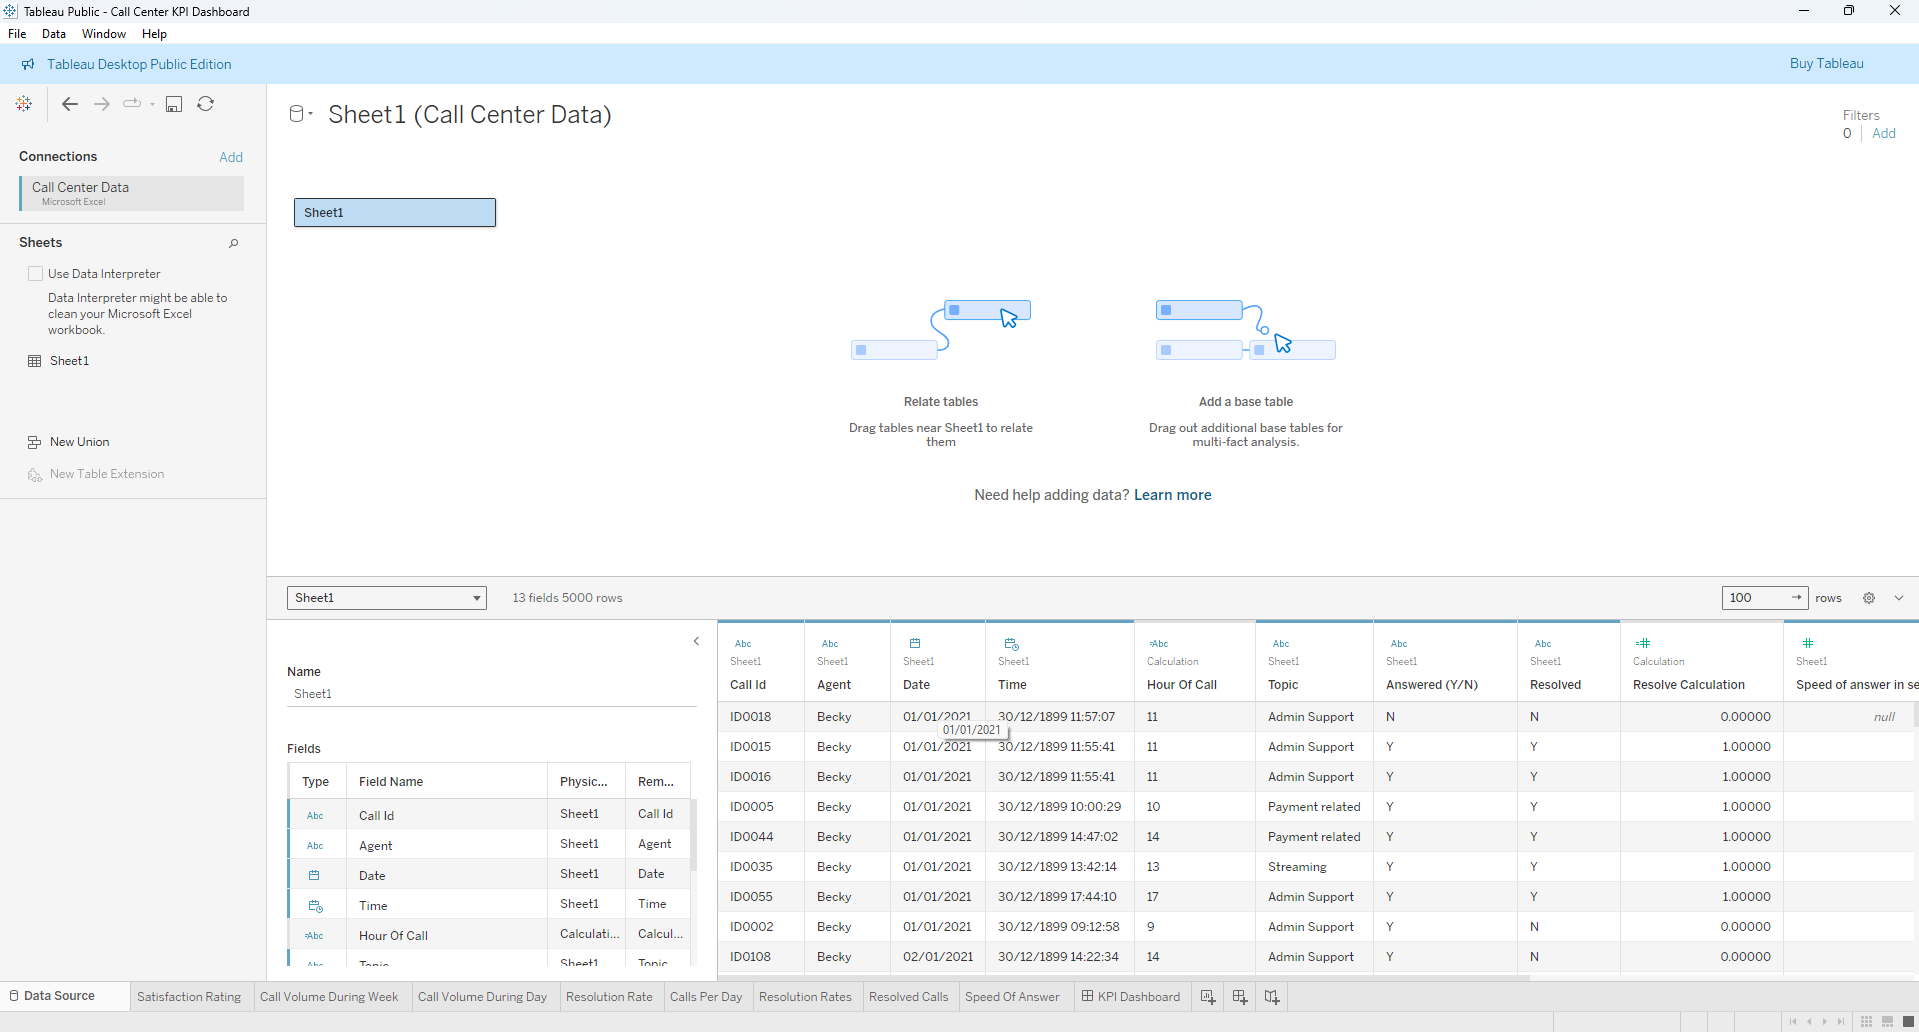 Tableau Public - Call Center KPI Dashboard
File Data Window Help
Tableau Desktop Public Edition
Buy Tableau
Sheet1 (Call Center Data)
Filters
0 Add
Connections Add
Call Center Data
Microsoft Excel
Sheets
Use Data Interpreter
Data Interpreter might be able to
clean your Microsoft Excel
workbook.
Sheet1
New Union
New Table Extension
Sheet1
Relate tables
Drag tables near Sheet1 to relate
them
Add a base table
Drag out additional base tables for
multi-fact analysis.
Need help adding data? Learn more
Sheet1 13 fields 5000 rows 100 rows
Name
Sheet1
Fields
Type Field Name Physic... Rem...
Abc Call Id Sheet1 Call Id
Abc Agent Sheet1 Agent
Date Sheet1 Date
Time Sheet1 Time
=Abc Hour Of Call Calculati... Calcul...
Abc Topic Sheet1 Topic
Abc Abc =Abc Abc Abc Abc =# #
Sheet1 Sheet1 Sheet1 Sheet1 Calculation Sheet1 Sheet1 Sheet1 Calculation Sheet1
Call Id Agent Date Time Hour Of Call Topic Answered (Y/N) Resolved Resolve Calculation Speed of answer in se
ID0018 Becky 01/01/2021 30/12/1899 11:57:07 11 Admin Support N N 0.00000 null
01/01/2021
ID0015 Becky 01/01/2021 30/12/1899 11:55:41 11 Admin Support Y Y 1.00000
ID0016 Becky 01/01/2021 30/12/1899 11:55:41 11 Admin Support Y Y 1.00000
ID0005 Becky 01/01/2021 30/12/1899 10:00:29 10 Payment related Y Y 1.00000
ID0044 Becky 01/01/2021 30/12/1899 14:47:02 14 Payment related Y Y 1.00000
ID0035 Becky 01/01/2021 30/12/1899 13:42:14 13 Streaming Y Y 1.00000
ID0055 Becky 01/01/2021 30/12/1899 17:44:10 17 Admin Support Y Y 1.00000
ID0002 Becky 01/01/2021 30/12/1899 09:12:58 9 Admin Support Y N 0.00000
ID0108 Becky 02/01/2021 30/12/1899 14:22:34 14 Admin Support Y N 0.00000
Data Source Satisfaction Rating Call Volume During Week Call Volume During Day Resolution Rate Calls Per Day Resolution Rates Resolved Calls Speed Of Answer KPI Dashboard